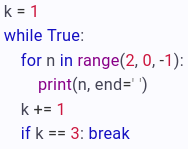 k = 1
while True:
    for n in range(2, 0, -1):
        print(n, end=' ')
    k += 1
    if k == 3: break